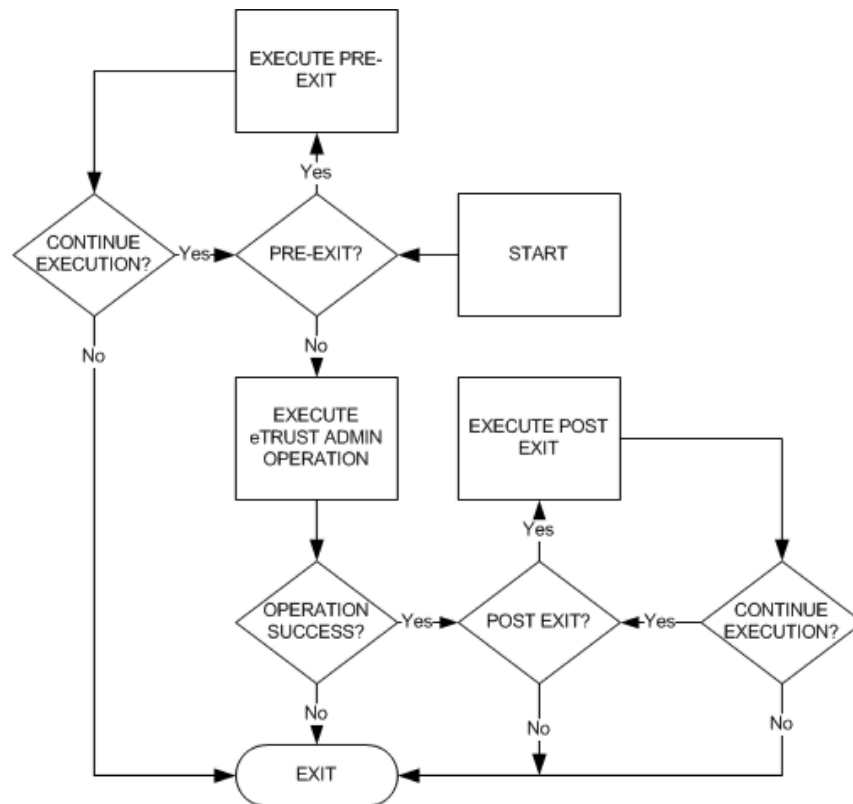 EXECUTE PRE-
EXIT
Yes
CONTINUE
EXECUTION?
Yes
PRE-EXIT?
START
No
No
EXECUTE
eTRUST ADMIN
OPERATION
EXECUTE POST
EXIT
Yes
OPERATION
SUCCESS?
Yes
POST EXIT?
Yes
CONTINUE
EXECUTION?
No
No
No
EXIT